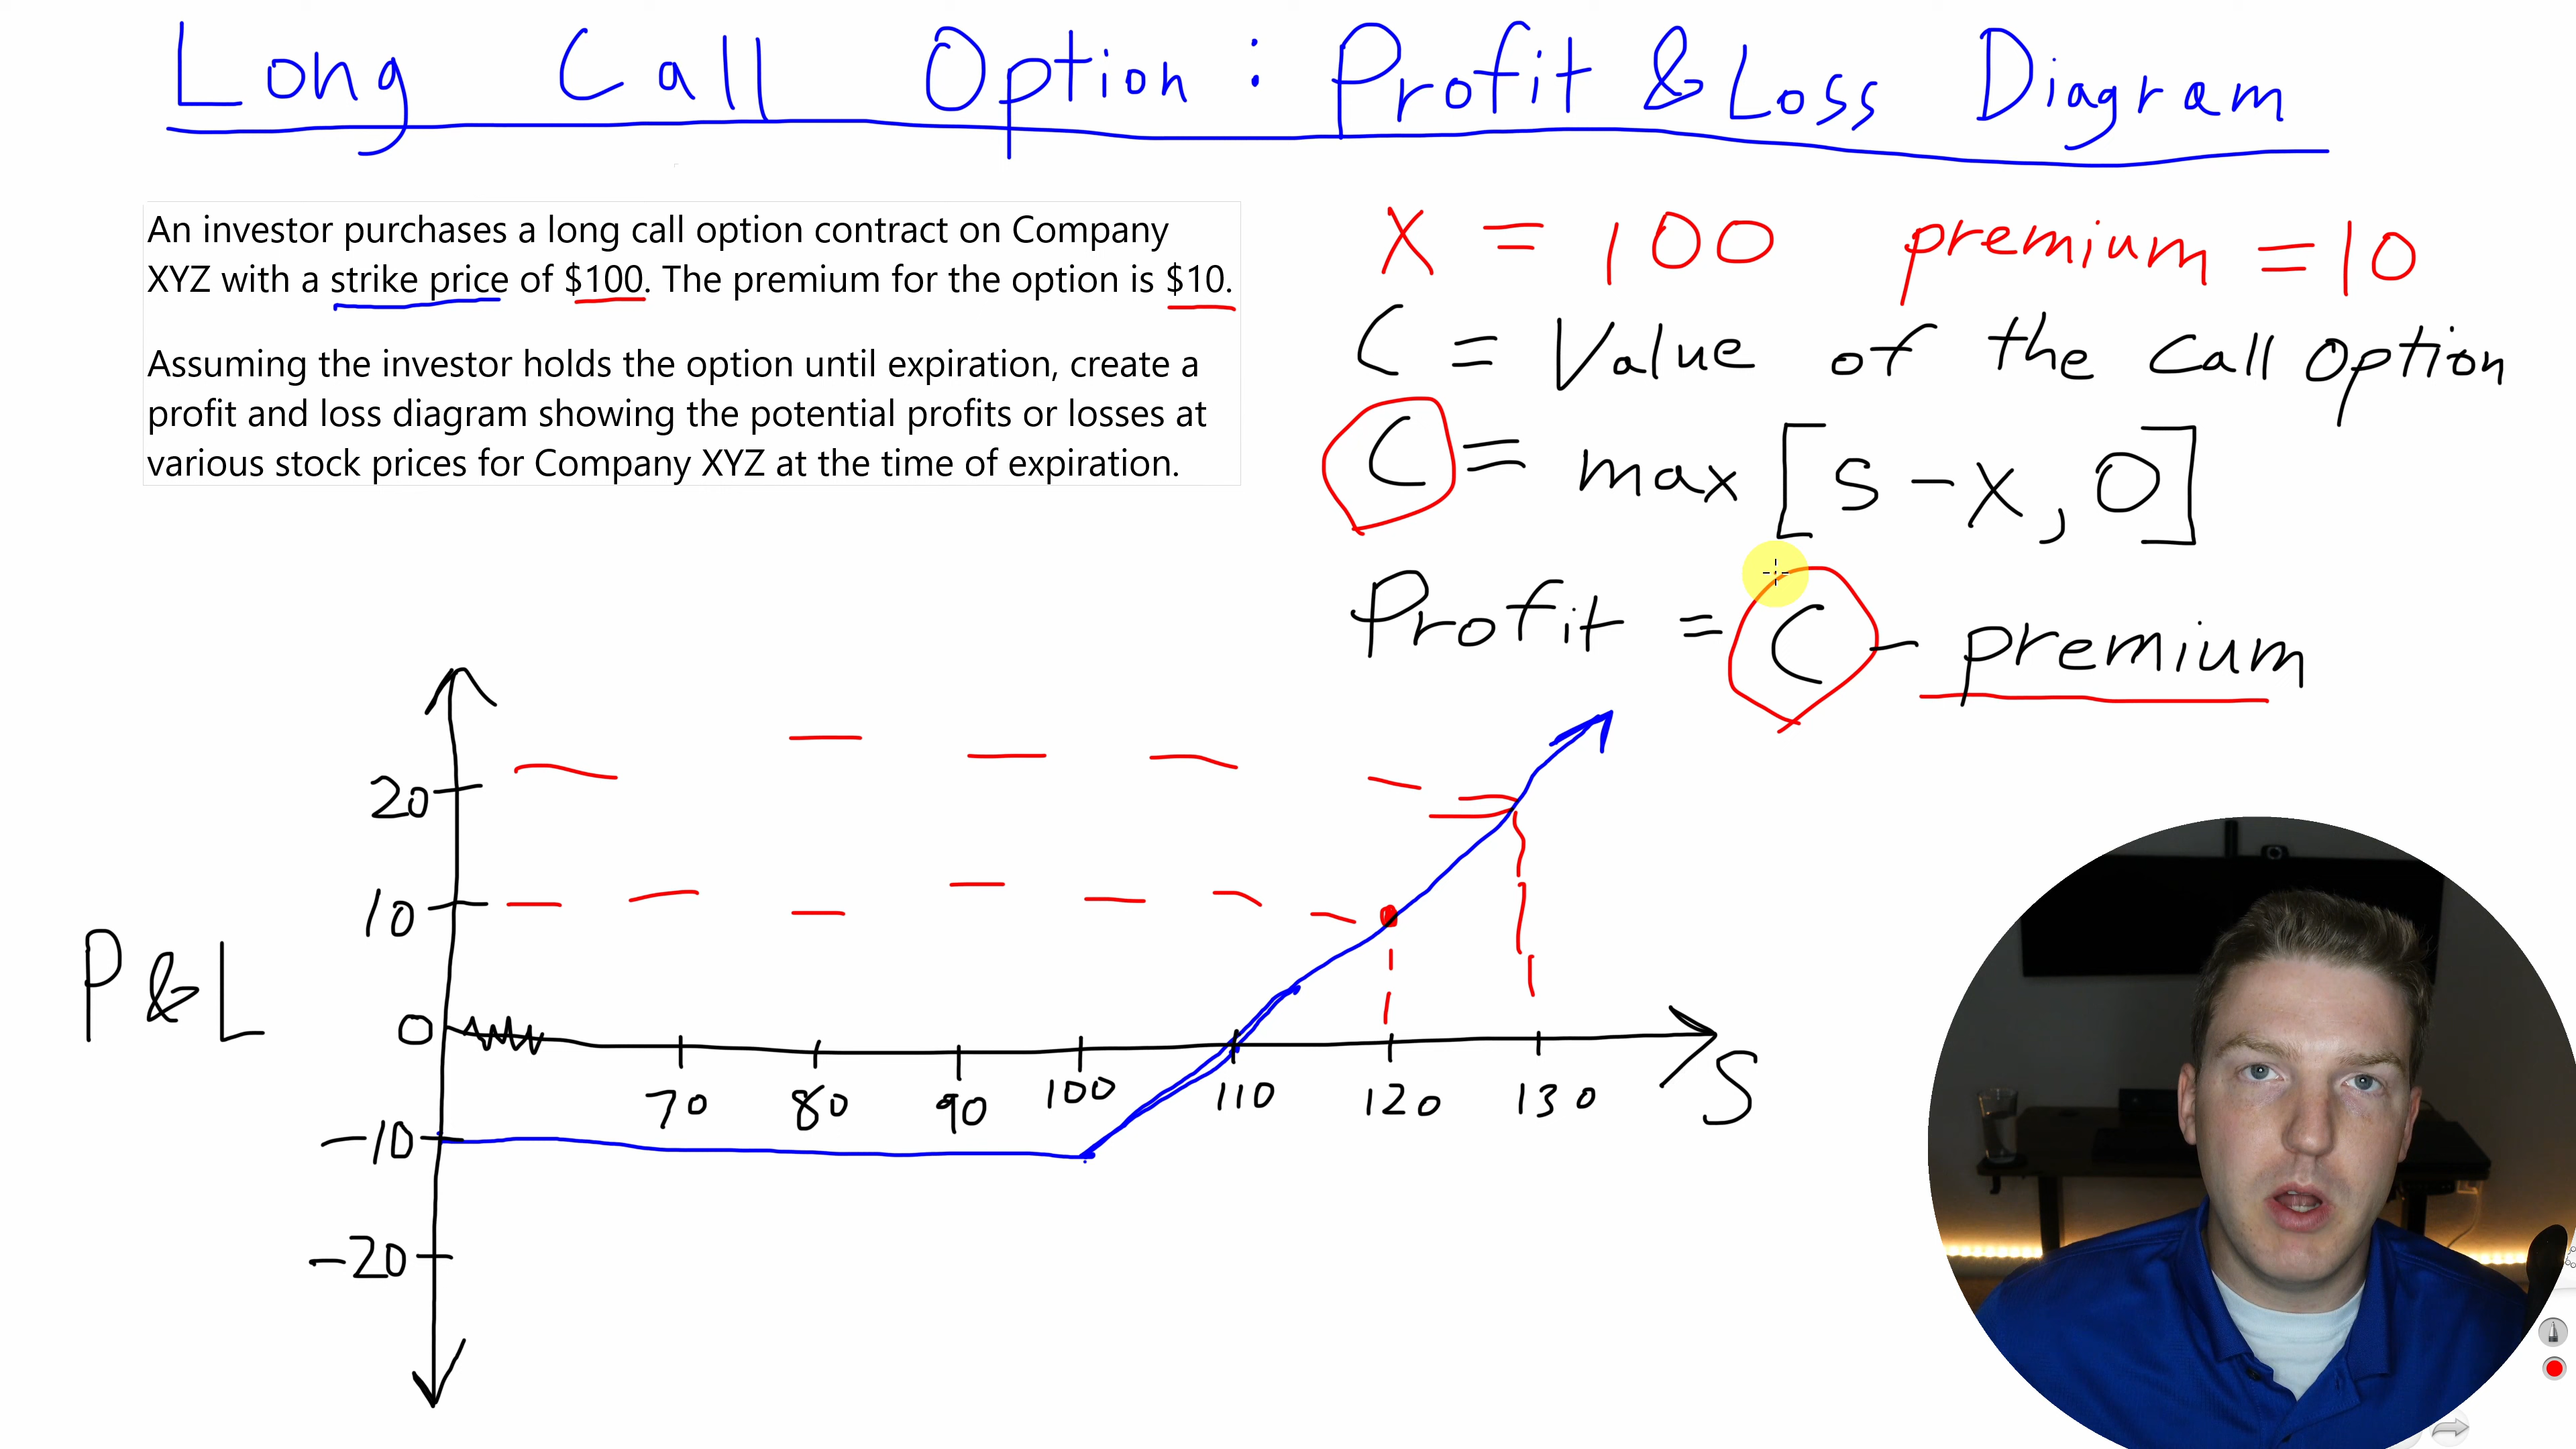 Long Call Option : Profit & Loss Diagram
An investor purchases a long call option contract on Company
XYZ with a strike price of $100. The premium for the option is $10.
Assuming the investor holds the option until expiration, create a
profit and loss diagram showing the potential profits or losses at
various stock prices for Company XYZ at the time of expiration.
X = 100 premium = 10
C = Value of the Call Option
C = max [S - X, 0]
Profit = C - premium
P&L
20
10
0
-10
-20
70 80 90 100 110 120 130
S